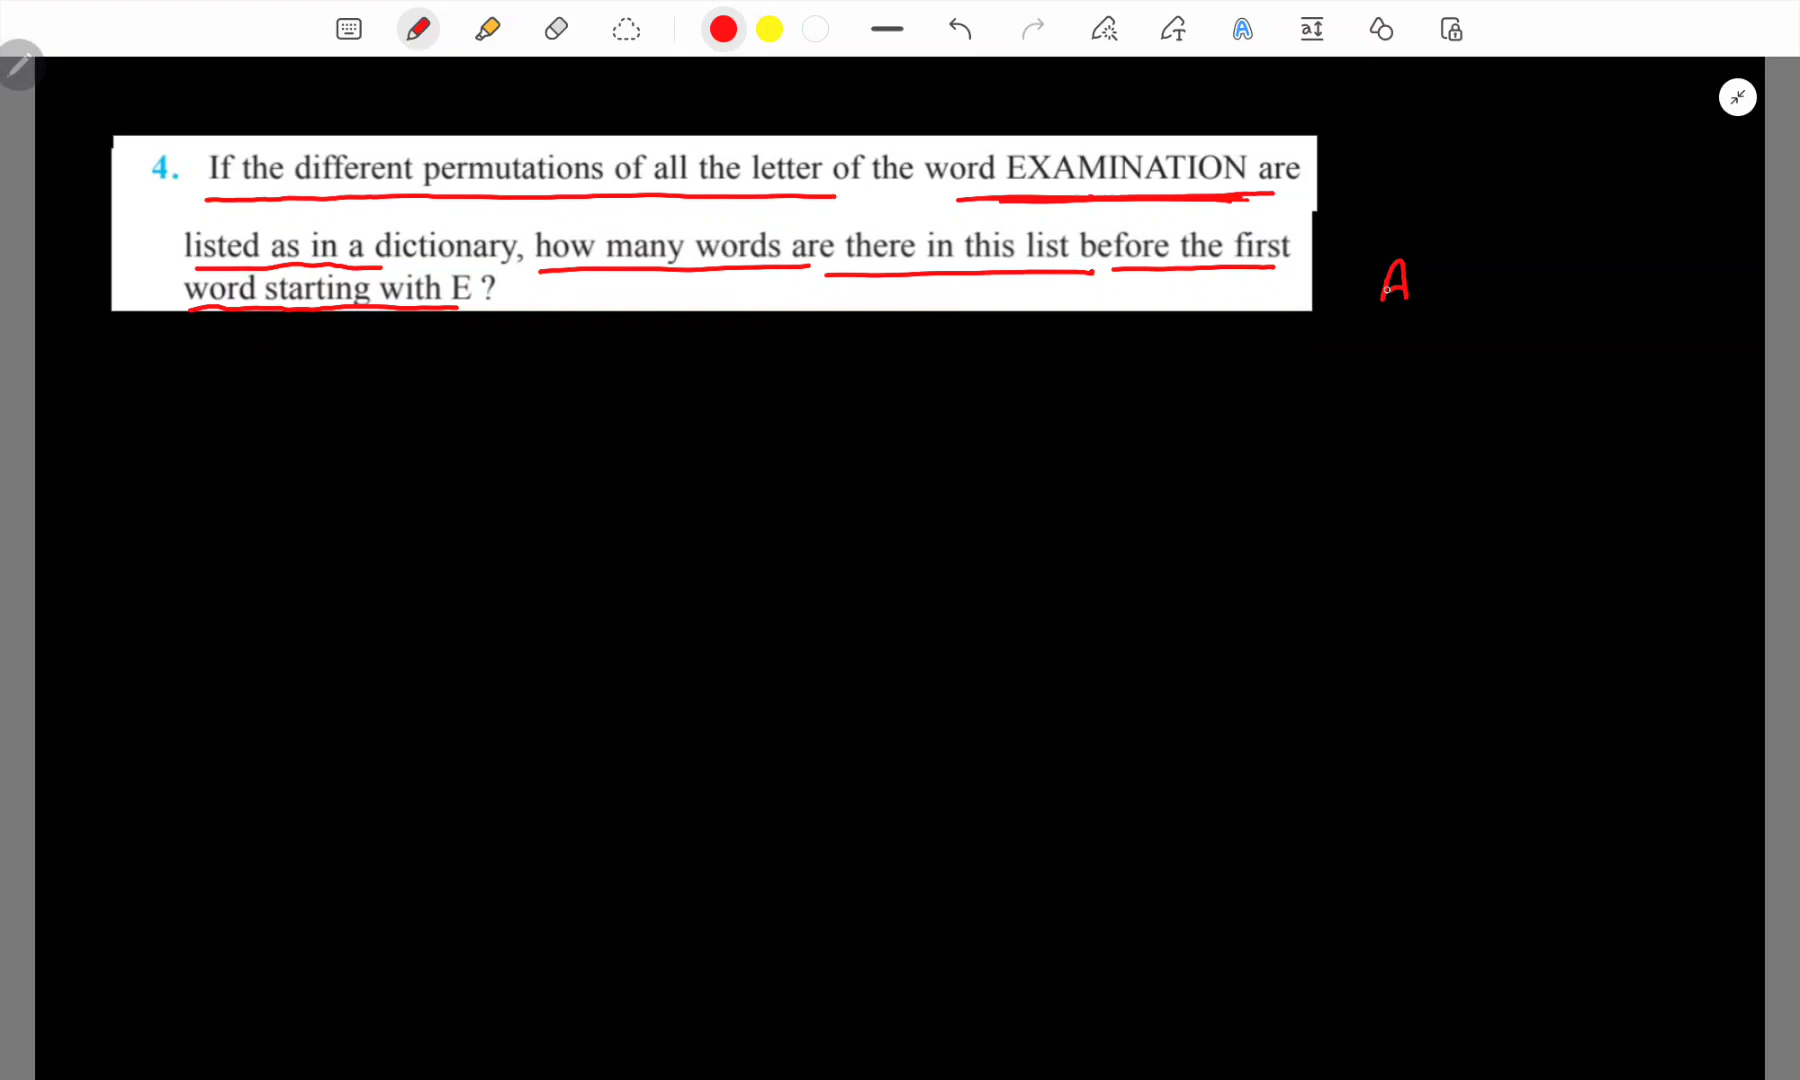 4. If the different permutations of all the letter of the word EXAMINATION are
listed as in a dictionary, how many words are there in this list before the first
word starting with E ?
A